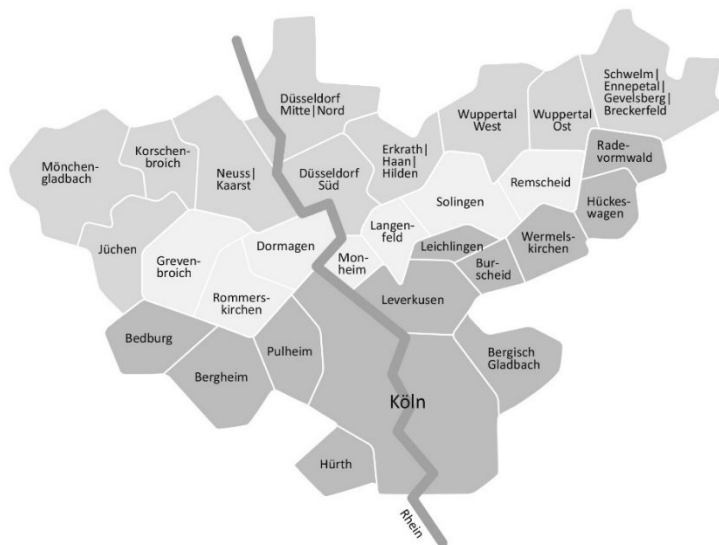 Düsseldorf
Mitte|Nord
Schwelm|
Ennepetal|
Gevelsberg|
Breckerfeld
Wuppertal
West
Wuppertal
Ost
Mönchen-
gladbach
Korschen-
broich
Neuss|
Kaarst
Düsseldorf
Süd
Erkrath|
Haan|
Hilden
Rade-
vormwald
Solingen
Remscheid
Hückes-
wagen
Jüchen
Greven-
broich
Dormagen
Langen-
feld
Mon-
heim
Leichlingen
Wermels-
kirchen
Bur-
scheid
Rommers-
kirchen
Leverkusen
Bedburg
Bergheim
Pulheim
Bergisch
Gladbach
Köln
Hürth
Rhein